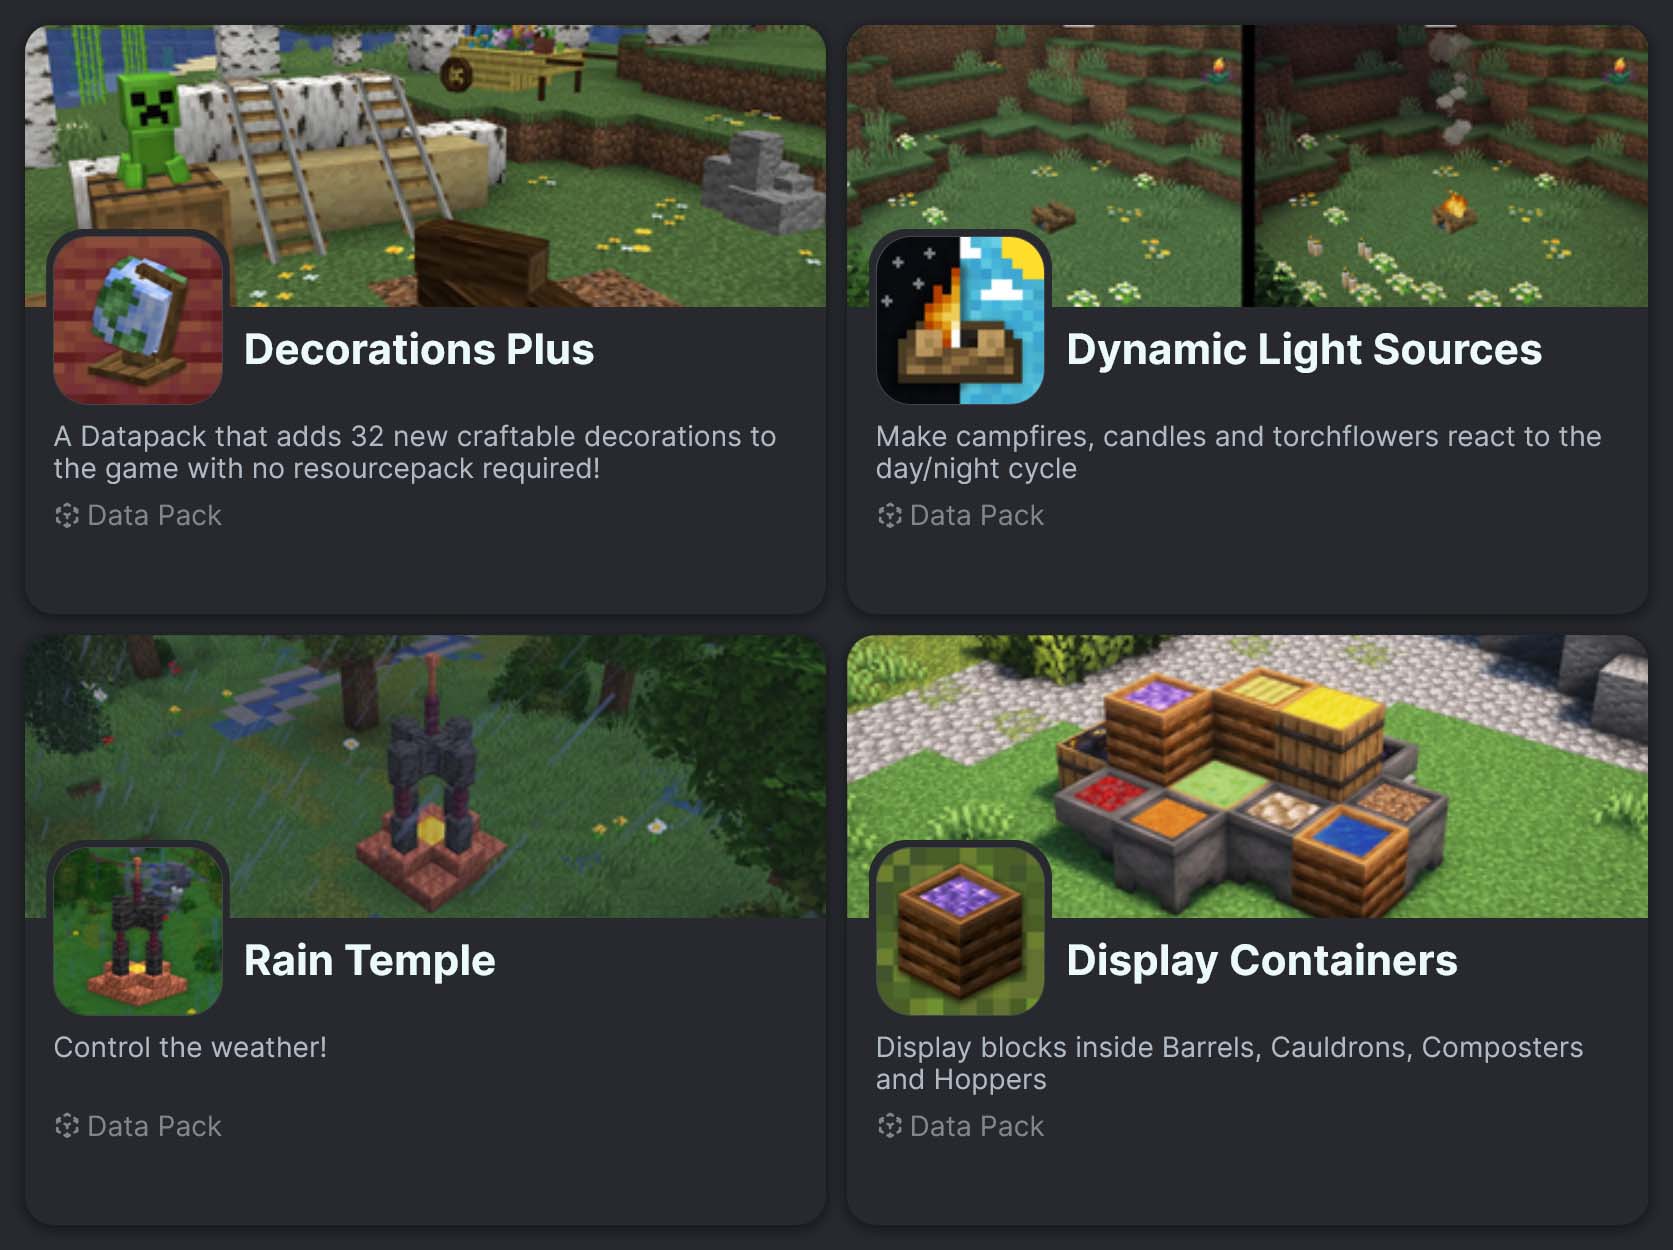 Decorations Plus
A Datapack that adds 32 new craftable decorations to
the game with no resourcepack required!
Data Pack
Dynamic Light Sources
Make campfires, candles and torchflowers react to the
day/night cycle
Data Pack
Rain Temple
Control the weather!
Data Pack
Display Containers
Display blocks inside Barrels, Cauldrons, Composters
and Hoppers
Data Pack